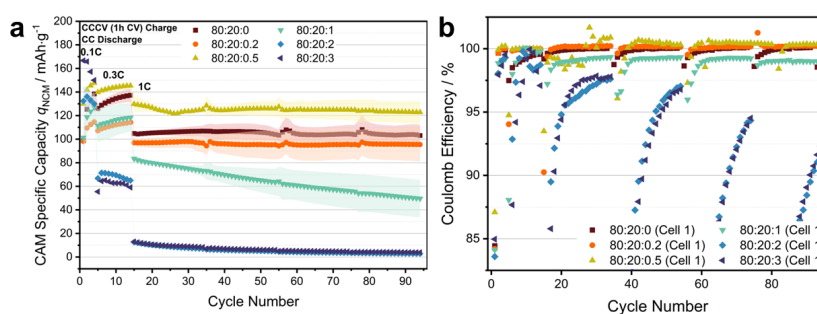 a
CCCV (1h CV) Charge
CC Discharge
0.1C
0.3C
1C
80:20:0
80:20:0.2
80:20:0.5
80:20:1
80:20:2
80:20:3
CAM Specific Capacity qNCM / mAh·g-1
200
180
160
140
120
100
80
60
40
20
0
0 10 20 30 40 50 60 70 80 90
Cycle Number
b
Coulomb Efficiency / %
100
95
90
85
80:20:0 (Cell 1)
80:20:0.2 (Cell 1)
80:20:0.5 (Cell 1)
80:20:1 (Cell 1
80:20:2 (Cell 1
80:20:3 (Cell 1
0 20 40 60 80
Cycle Number